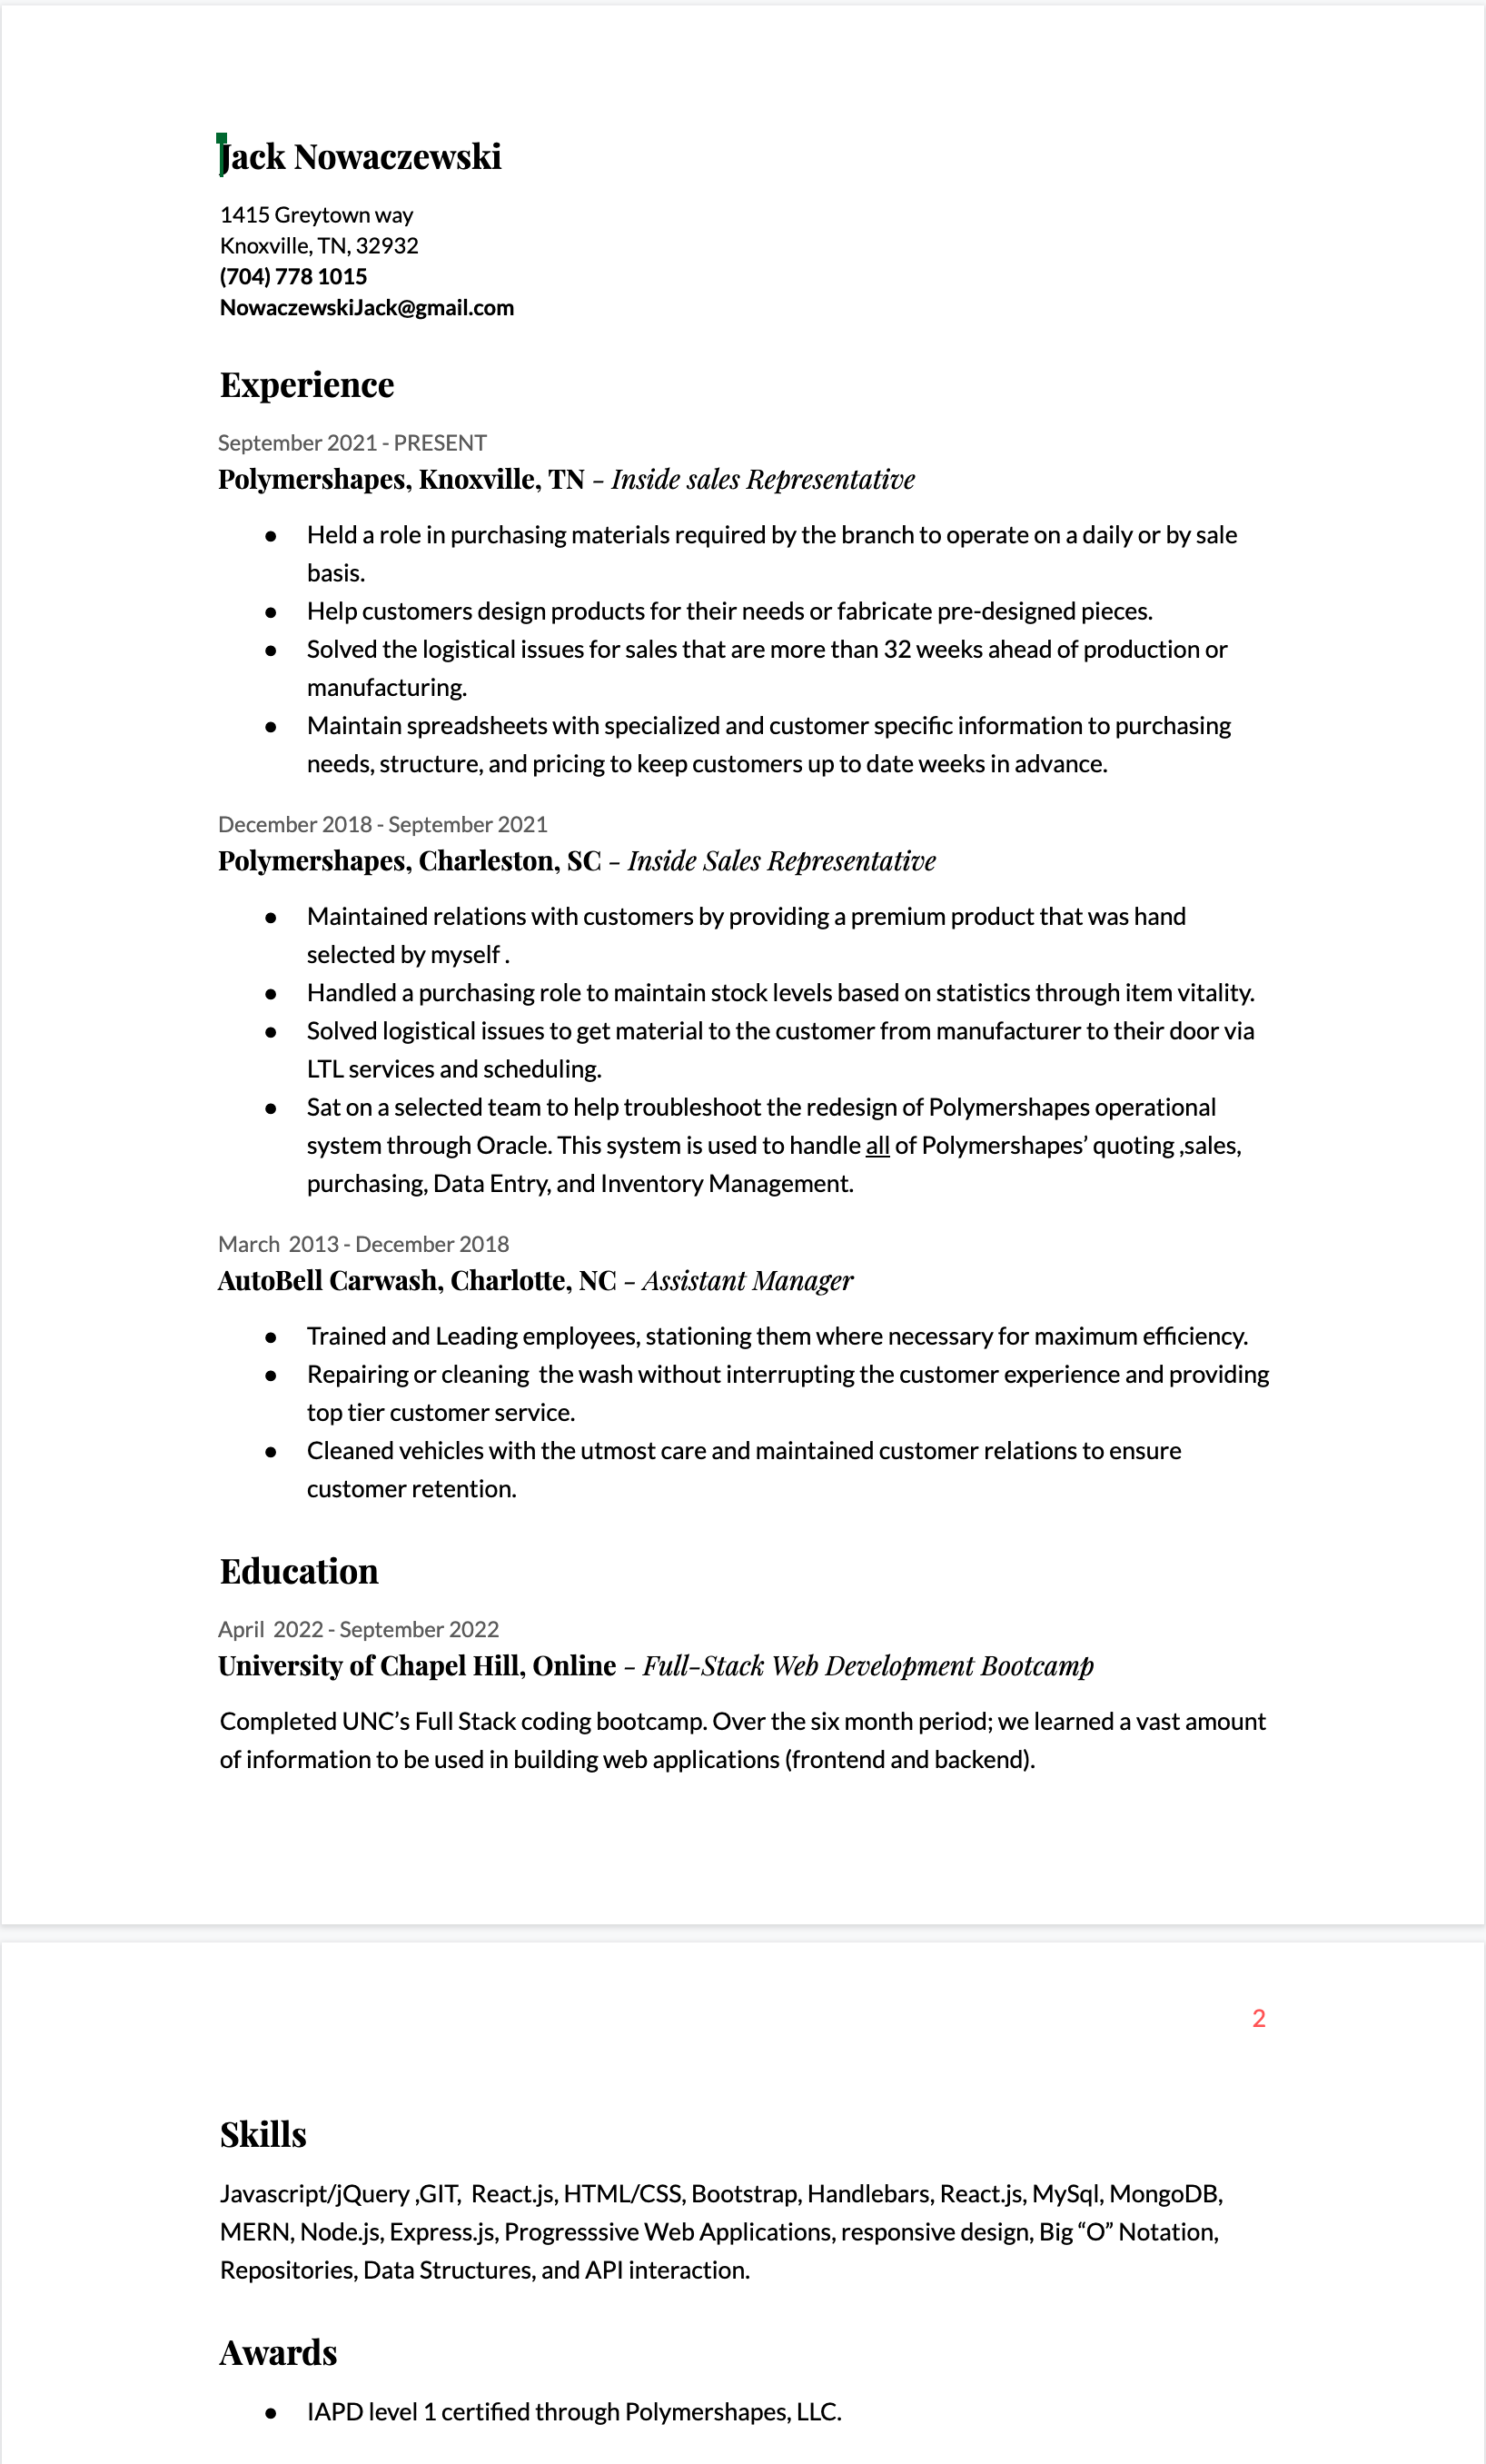 Jack Nowaczewski
1415 Greytown way
Knoxville, TN, 32932
(704) 778 1015
NowaczewskiJack@gmail.com
Experience
September 2021 - PRESENT
Polymershapes, Knoxville, TN – Inside sales Representative
● Held a role in purchasing materials required by the branch to operate on a daily or by sale
basis.
● Help customers design products for their needs or fabricate pre-designed pieces.
● Solved the logistical issues for sales that are more than 32 weeks ahead of production or
manufacturing.
● Maintain spreadsheets with specialized and customer specific information to purchasing
needs, structure, and pricing to keep customers up to date weeks in advance.
December 2018 - September 2021
Polymershapes, Charleston, SC – Inside Sales Representative
● Maintained relations with customers by providing a premium product that was hand
selected by myself .
● Handled a purchasing role to maintain stock levels based on statistics through item vitality.
● Solved logistical issues to get material to the customer from manufacturer to their door via
LTL services and scheduling.
● Sat on a selected team to help troubleshoot the redesign of Polymershapes operational
system through Oracle. This system is used to handle all of Polymershapes’ quoting ,sales,
purchasing, Data Entry, and Inventory Management.
March  2013 - December 2018
AutoBell Carwash, Charlotte, NC – Assistant Manager
● Trained and Leading employees, stationing them where necessary for maximum efficiency.
● Repairing or cleaning  the wash without interrupting the customer experience and providing
top tier customer service.
● Cleaned vehicles with the utmost care and maintained customer relations to ensure
customer retention.
Education
April  2022 - September 2022
University of Chapel Hill, Online – Full-Stack Web Development Bootcamp
Completed UNC’s Full Stack coding bootcamp. Over the six month period; we learned a vast amount
of information to be used in building web applications (frontend and backend).
2
Skills
Javascript/jQuery ,GIT,  React.js, HTML/CSS, Bootstrap, Handlebars, React.js, MySql, MongoDB,
MERN, Node.js, Express.js, Progresssive Web Applications, responsive design, Big “O” Notation,
Repositories, Data Structures, and API interaction.
Awards
● IAPD level 1 certified through Polymershapes, LLC.